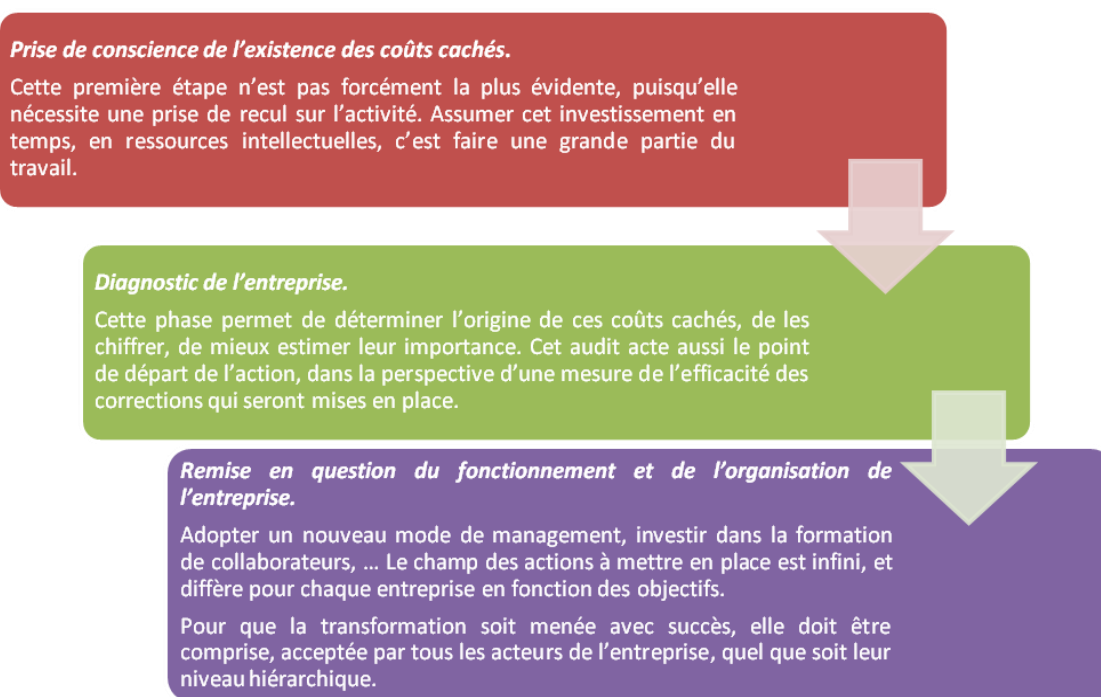 Prise de conscience de l’existence des coûts cachés.
Cette première étape n’est pas forcément la plus évidente, puisqu’elle
nécessite une prise de recul sur l’activité. Assumer cet investissement en
temps, en ressources intellectuelles, c’est faire une grande partie du
travail.
Diagnostic de l’entreprise.
Cette phase permet de déterminer l’origine de ces coûts cachés, de les
chiffrer, de mieux estimer leur importance. Cet audit acte aussi le point
de départ de l’action, dans la perspective d’une mesure de l’efficacité des
corrections qui seront mises en place.
Remise en question du fonctionnement et de l’organisation de
l’entreprise.
Adopter un nouveau mode de management, investir dans la formation
de collaborateurs, … Le champ des actions à mettre en place est infini, et
diffère pour chaque entreprise en fonction des objectifs.
Pour que la transformation soit menée avec succès, elle doit être
comprise, acceptée par tous les acteurs de l’entreprise, quel que soit leur
niveau hiérarchique.